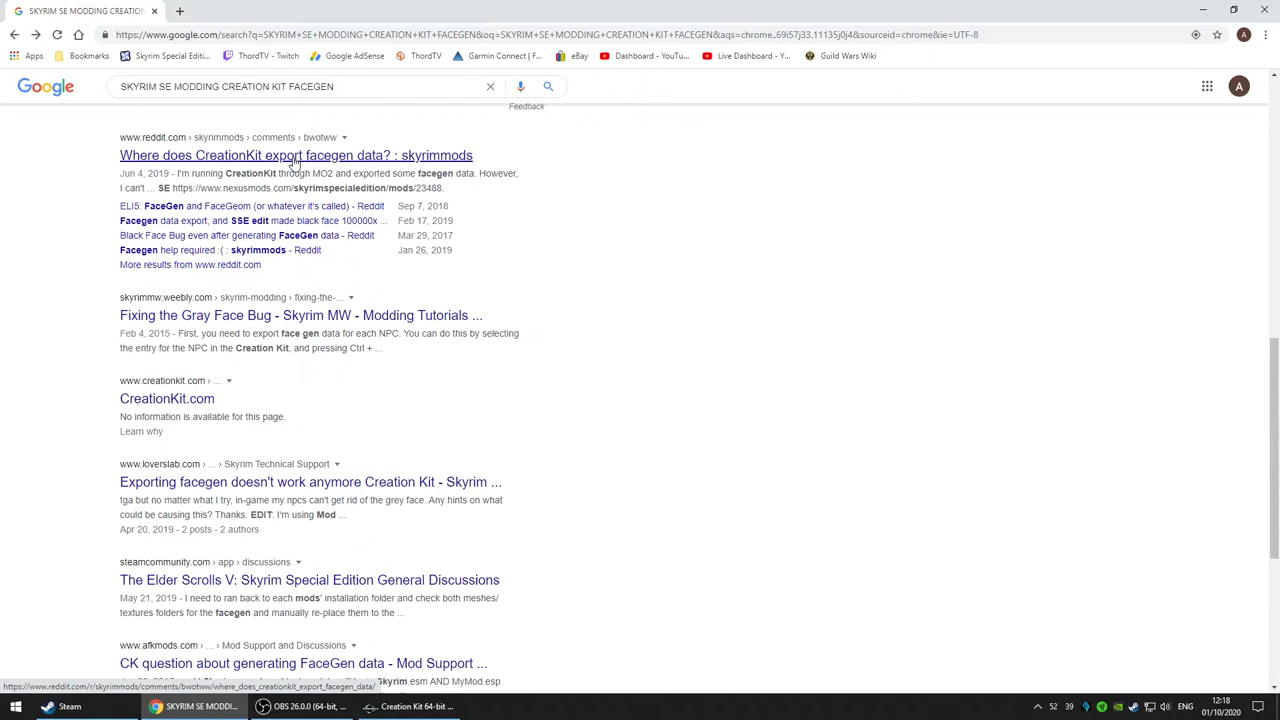 SKYRIM SE MODDING CREATION
https://www.google.com/search?q=SKYRIM+SE+MODDING+CREATION+KIT+FACEGEN&oq=SKYRIM+SE+MODDING+CREATION+KIT+FACEGEN&aqs=chrome..69i57j33.11135j0j4&sourceid=chrome&ie=UTF-8
A
Apps Bookmarks Skyrim Special Editi... ThordTV - Twitch Google AdSense ThordTV Garmin Connect |... eBay Dashboard - YouTu... Live Dashboard - Y... Guild Wars Wiki
Google SKYRIM SE MODDING CREATION KIT FACEGEN A
Feedback
www.reddit.com › skyrimmods › comments › bwotww
Where does CreationKit export facegen data? : skyrimmods
Jun 4, 2019 - I'm running CreationKit through MO2 and exported some facegen data. However,
I can't ... SE https://www.nexusmods.com/skyrimspecialedition/mods/23488.
ELI5: FaceGen and FaceGeom (or whatever it's called) - Reddit Sep 7, 2018
Facegen data export, and SSE edit made black face 100000x ... Feb 17, 2019
Black Face Bug even after generating FaceGen data - Reddit Mar 29, 2017
Facegen help required :( : skyrimmods - Reddit Jan 26, 2019
More results from www.reddit.com
skyrimmw.weebly.com › skyrim-modding › fixing-the-...
Fixing the Gray Face Bug - Skyrim MW - Modding Tutorials ...
Feb 4, 2015 - First, you need to export face gen data for each NPC. You can do this by selecting
the entry for the NPC in the Creation Kit, and pressing Ctrl + ...
www.creationkit.com › ...
CreationKit.com
No information is available for this page.
Learn why
www.loverslab.com › ... › Skyrim Technical Support
Exporting facegen doesn't work anymore Creation Kit - Skyrim ...
tga but no matter what I try, in-game my npcs can't get rid of the grey face. Any hints on what
could be causing this? Thanks. EDIT: I'm using Mod ...
Apr 20, 2019 - 2 posts - 2 authors
steamcommunity.com › app › discussions
The Elder Scrolls V: Skyrim Special Edition General Discussions
May 21, 2019 - I need to ran back to each mods' installation folder and check both meshes/
textures folders for the facegen and manually re-place them to the ...
www.afkmods.com › ... › Mod Support and Discussions
CK question about generating FaceGen data - Mod Support ...
Skyrim.esm AND MyMod.esp
https://www.reddit.com/r/skyrimmods/comments/bwotww/where_does_creationkit_export_facegen_data/
Steam SKYRIM SE MODDI... OBS 26.0.0 (64-bit, ... Creation Kit 64-bit ... 52 39 12:18
01/10/2020